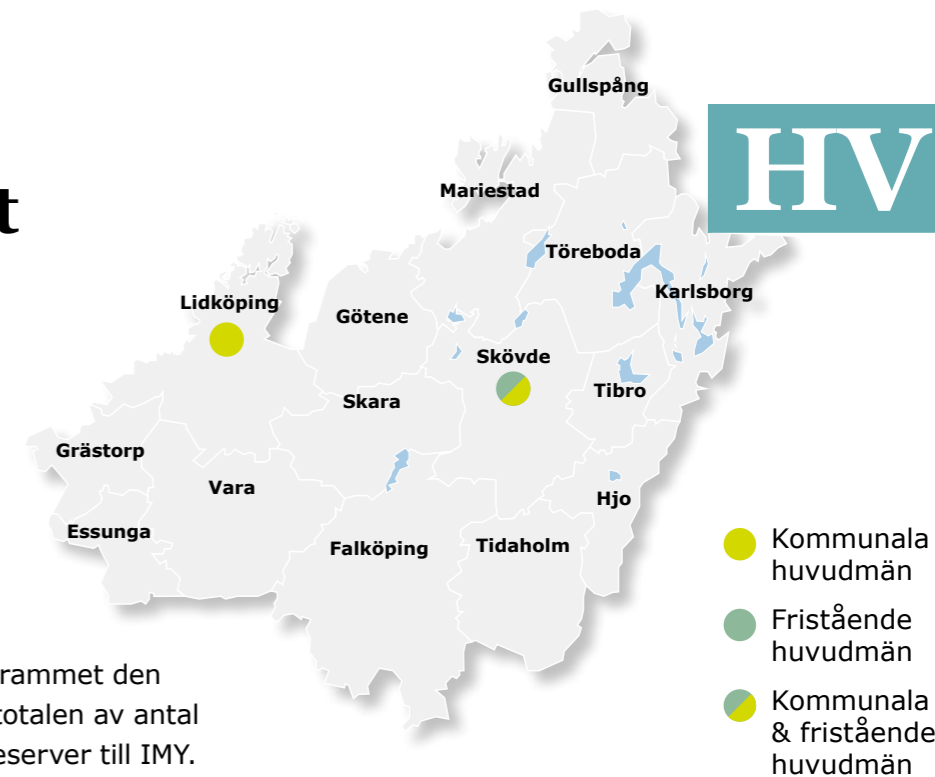 Gullspång
HV
Mariestad
t
Töreboda
Karlsborg
Lidköping
Götene
Skövde
Tibro
Skara
Grästorp
Vara
Hjo
Essunga
Falköping
Tidaholm
Kommunala
huvudmän
Fristående
huvudmän
Kommunala
& fristående
huvudmän
rammet den
totalen av antal
eserver till IMY.